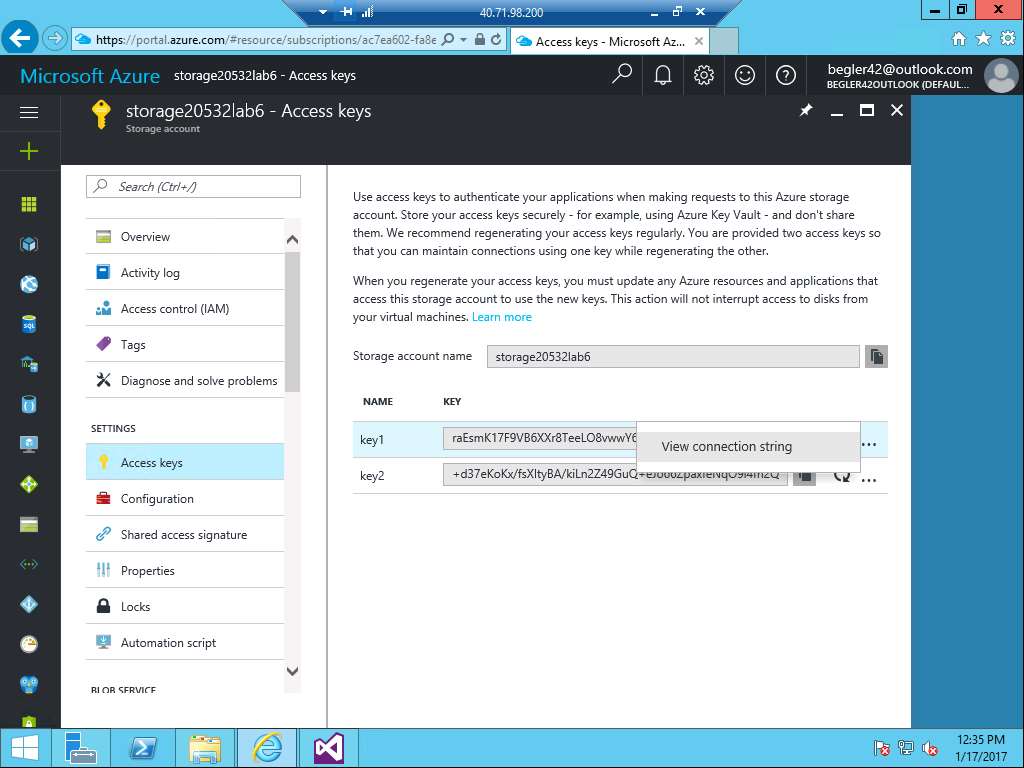 40.71.98.200
https://portal.azure.com/#resource/subscriptions/ac7ea602-fa8e
Access keys - Microsoft Az...
Microsoft Azure
storage20532lab6 - Access keys
begler42@outlook.com
BEGLER42OUTLOOK (DEFAUL...
storage20532lab6 - Access keys
Storage account
Search (Ctrl+/)
Overview
Activity log
Access control (IAM)
Tags
Diagnose and solve problems
SETTINGS
Access keys
Configuration
Shared access signature
Properties
Locks
Automation script
BLOB SERVICE
Use access keys to authenticate your applications when making requests to this Azure storage
account. Store your access keys securely - for example, using Azure Key Vault - and don't share
them. We recommend regenerating your access keys regularly. You are provided two access keys so
that you can maintain connections using one key while regenerating the other.
When you regenerate your access keys, you must update any Azure resources and applications that
access this storage account to use the new keys. This action will not interrupt access to disks from
your virtual machines. Learn more
Storage account name
storage20532lab6
NAME
KEY
key1
raEsmK17F9VB6XXr8TeeLO8vwwY6
View connection string
...
key2
...
12:35 PM
1/17/2017